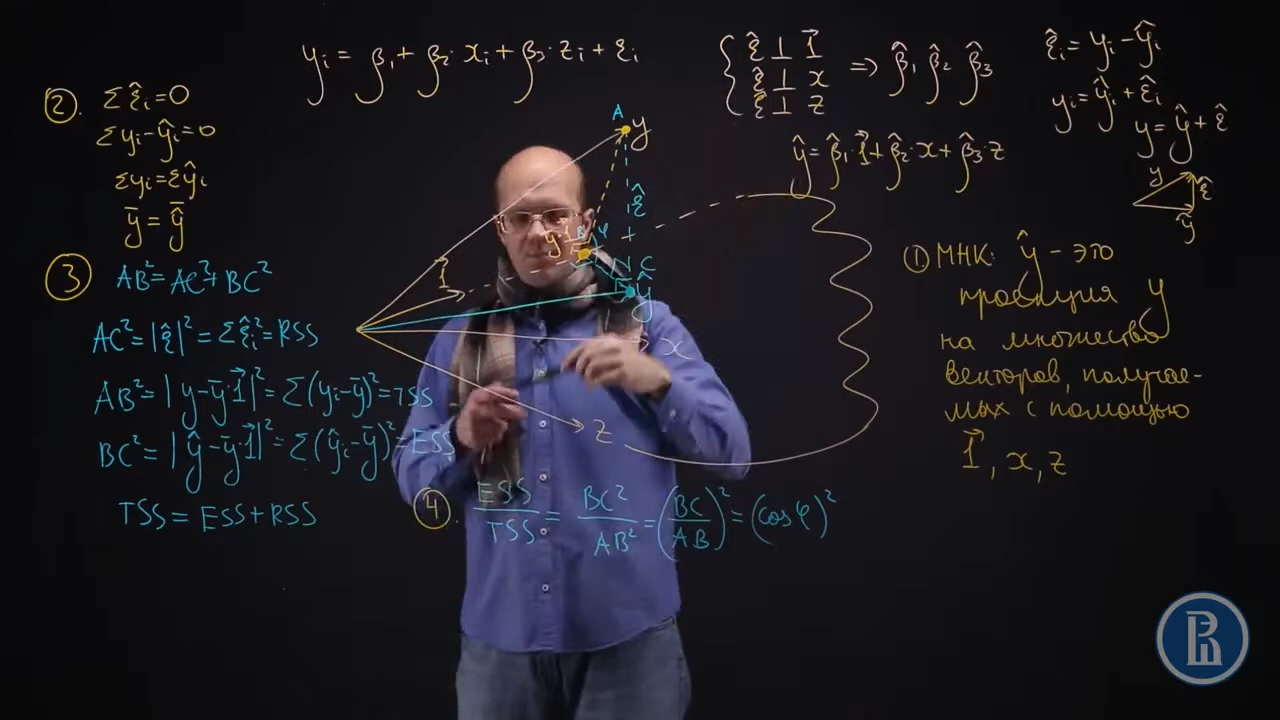 yᵢ = β₁ + β₂·xᵢ + β₃·zᵢ + εᵢ
{ ε̂ ⊥ 1⃗
ε̂ ⊥ x ⇒ β̂₁ β̂₂ β̂₃
ε̂ ⊥ z
ŷ = β̂₁·1⃗ + β̂₂·x + β̂₃·z
ε̂ᵢ = yᵢ - ŷᵢ
yᵢ = ŷᵢ + ε̂ᵢ
y = ŷ + ε̂
y ε̂
ŷ
① МНК: ŷ - это
проекция y
на множество
векторов, получае-
мых с помощью
1⃗, x, z
②. Σε̂ᵢ = 0
Σyᵢ - ŷᵢ = 0
Σyᵢ = Σŷᵢ
ȳ = ŷ̄
③ AB² = AC² + BC²
AC² = |ε̂|² = Σε̂ᵢ² = RSS
AB² = |y - ȳ·1⃗|² = Σ(yᵢ - ȳ)² = TSS
BC² = |ŷ - ȳ·1⃗|² = Σ(ŷᵢ - ȳ)² = ESS
TSS = ESS + RSS
A y
ε̂
ȳ·1⃗ B φ
C
1⃗
ŷ
x
z
④. ESS/TSS = BC²/AB² = (BC/AB)² = (cos φ)²